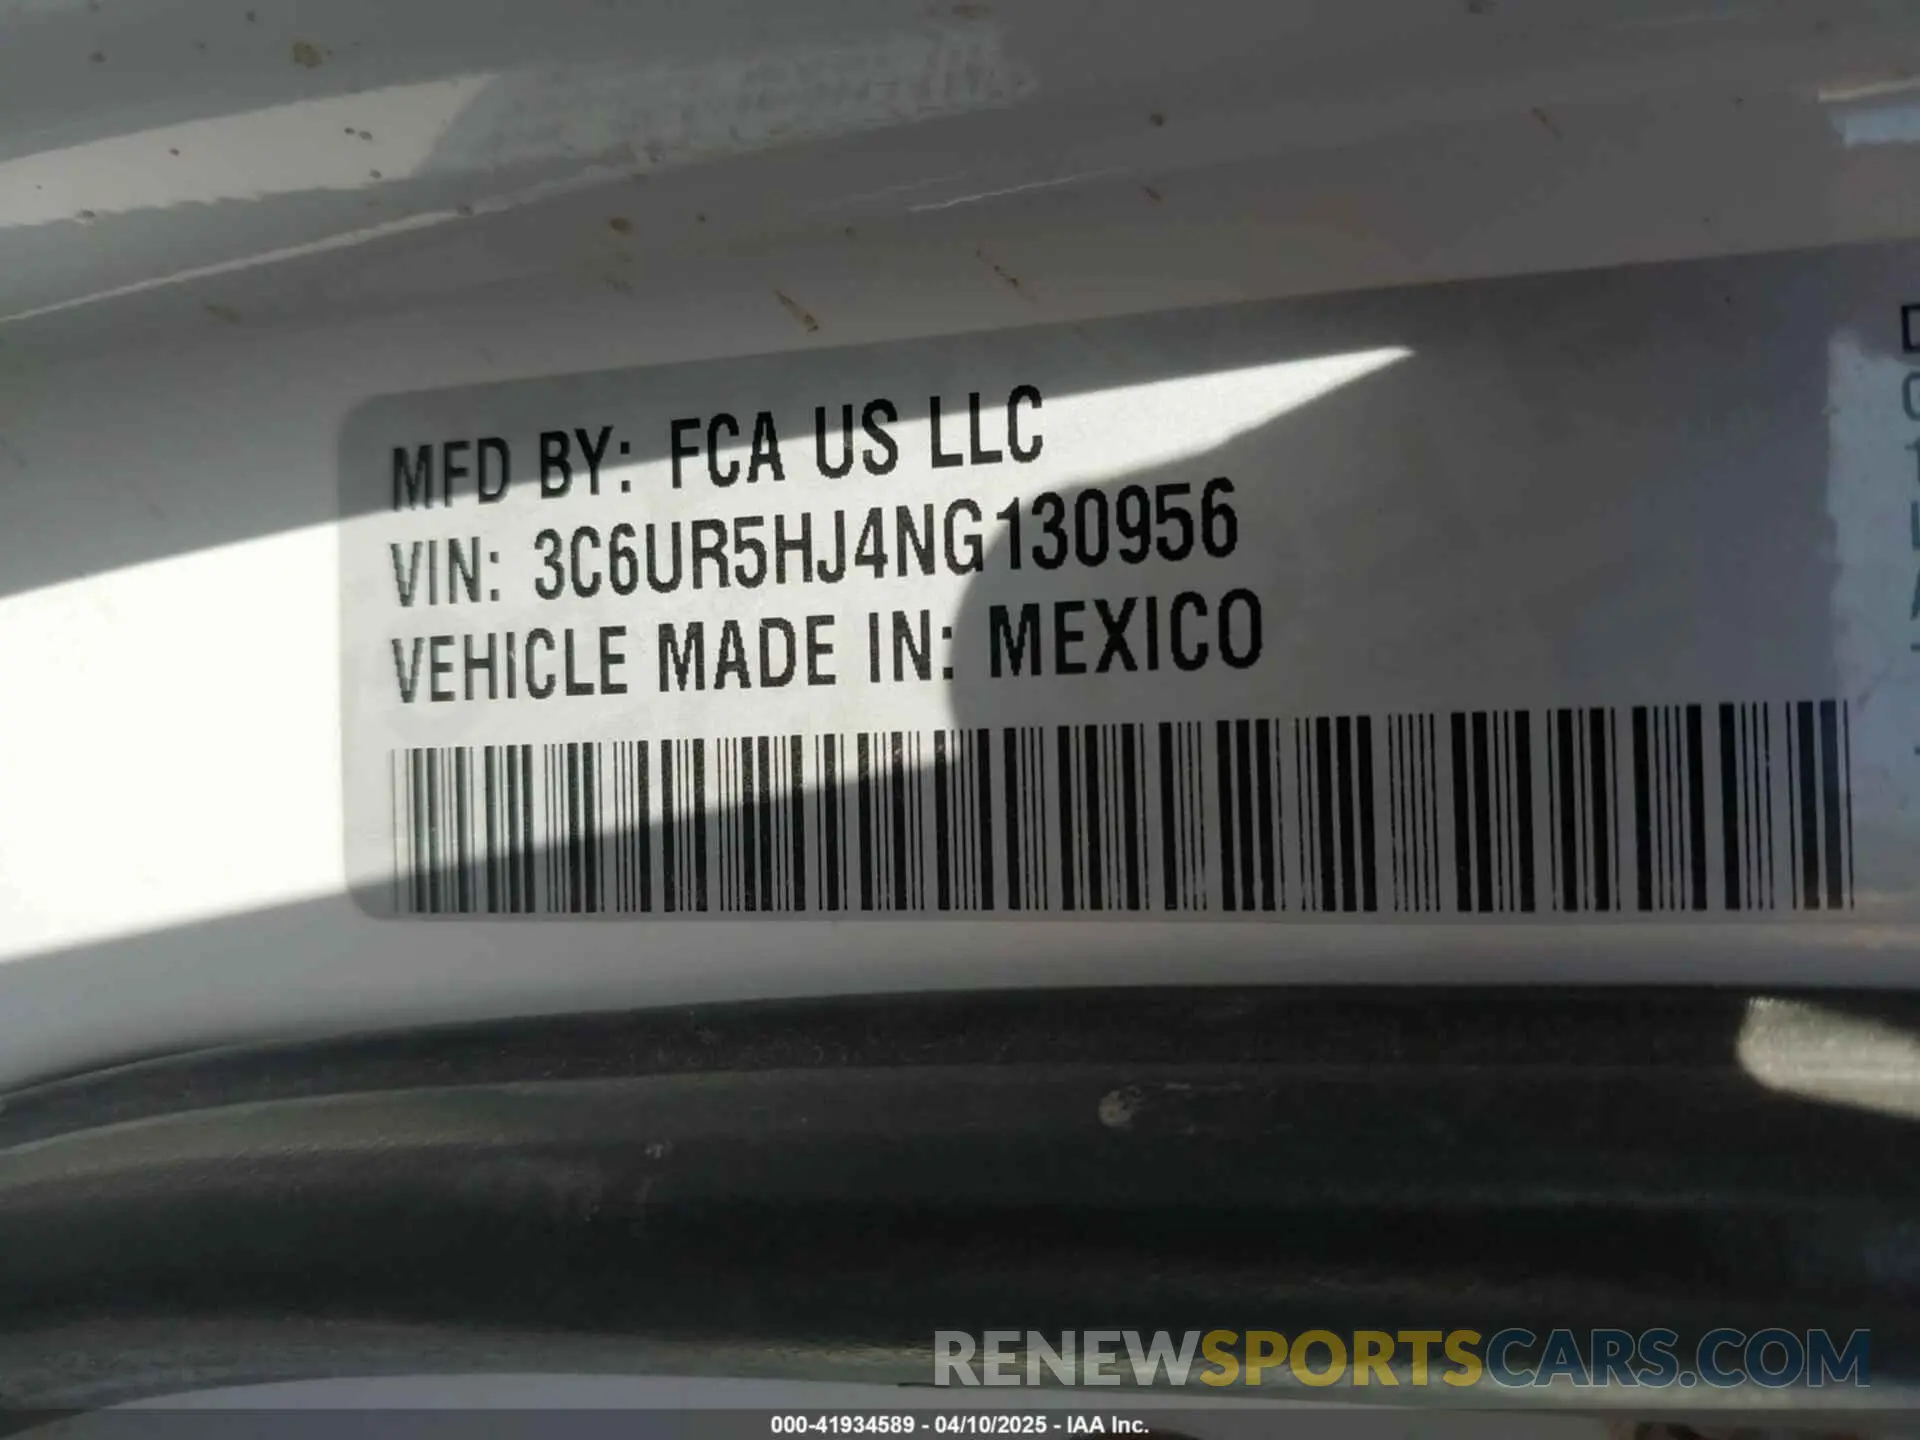 MFD BY: FCA US LLC
VIN: 3C6UR5HJ4NG130956
VEHICLE MADE IN: MEXICO
RENEWSPORTSCARS.COM
000-41934589 - 04/10/2025 - IAA Inc.